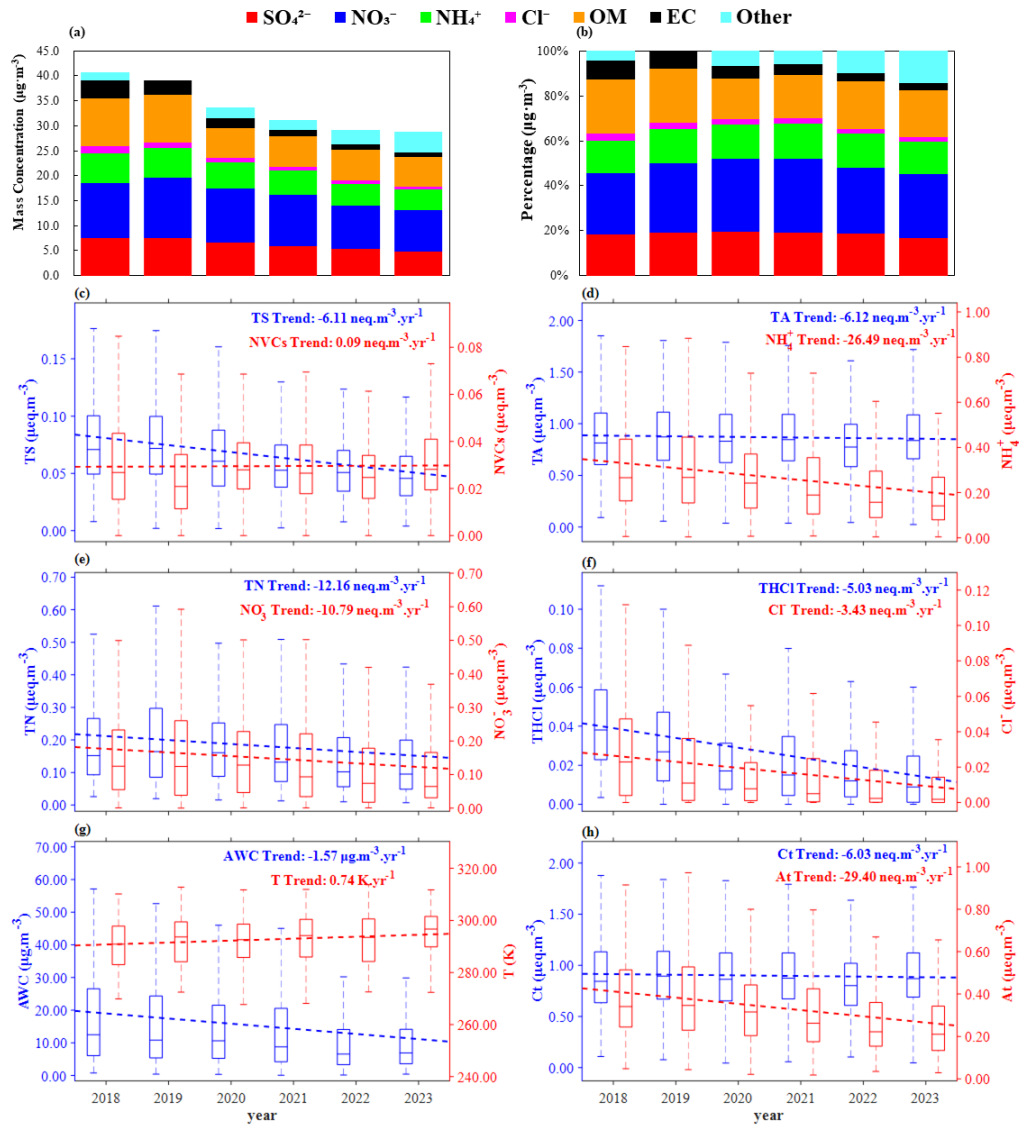 SO₄²⁻ NO₃⁻ NH₄⁺ Cl⁻ OM EC Other
(a)
45.0
40.0
35.0
30.0
25.0
20.0
15.0
10.0
5.0
0.0
Mass Concentration (µg·m⁻³)
(b)
100%
80%
60%
40%
20%
0%
Percentage (µg·m⁻³)
(c)
TS Trend: -6.11 neq.m⁻³.yr⁻¹
NVCs Trend: 0.09 neq.m⁻³.yr⁻¹
0.15
0.10
0.05
0.00
TS (µeq.m⁻³)
0.08
0.06
0.04
0.02
0.00
NVCs (µeq.m⁻³)
(d)
TA Trend: -6.12 neq.m⁻³.yr⁻¹
NH₄⁺ Trend: -26.49 neq.m⁻³.yr⁻¹
2.00
1.50
1.00
0.50
0.00
TA (µeq.m⁻³)
1.00
0.80
0.60
0.40
0.20
0.00
NH₄⁺ (µeq.m⁻³)
(e)
TN Trend: -12.16 neq.m⁻³.yr⁻¹
NO₃⁻ Trend: -10.79 neq.m⁻³.yr⁻¹
0.70
0.60
0.50
0.40
0.30
0.20
0.10
0.00
TN (µeq.m⁻³)
0.70
0.60
0.50
0.40
0.30
0.20
0.10
0.00
NO₃⁻ (µeq.m⁻³)
(f)
THCl Trend: -5.03 neq.m⁻³.yr⁻¹
Cl⁻ Trend: -3.43 neq.m⁻³.yr⁻¹
0.10
0.08
0.06
0.04
0.02
0.00
THCl (µeq.m⁻³)
0.12
0.10
0.08
0.06
0.04
0.02
0.00
Cl⁻ (µeq.m⁻³)
(g)
AWC Trend: -1.57 µg.m⁻³.yr⁻¹
T Trend: 0.74 K.yr⁻¹
70.00
60.00
50.00
40.00
30.00
20.00
10.00
0.00
AWC (µg.m⁻³)
320.00
300.00
280.00
260.00
240.00
T (K)
2018 2019 2020 2021 2022 2023
year
(h)
Ct Trend: -6.03 neq.m⁻³.yr⁻¹
At Trend: -29.40 neq.m⁻³.yr⁻¹
2.00
1.50
1.00
0.50
0.00
Ct (µeq.m⁻³)
1.00
0.80
0.60
0.40
0.20
0.00
At (µeq.m⁻³)
2018 2019 2020 2021 2022 2023
year